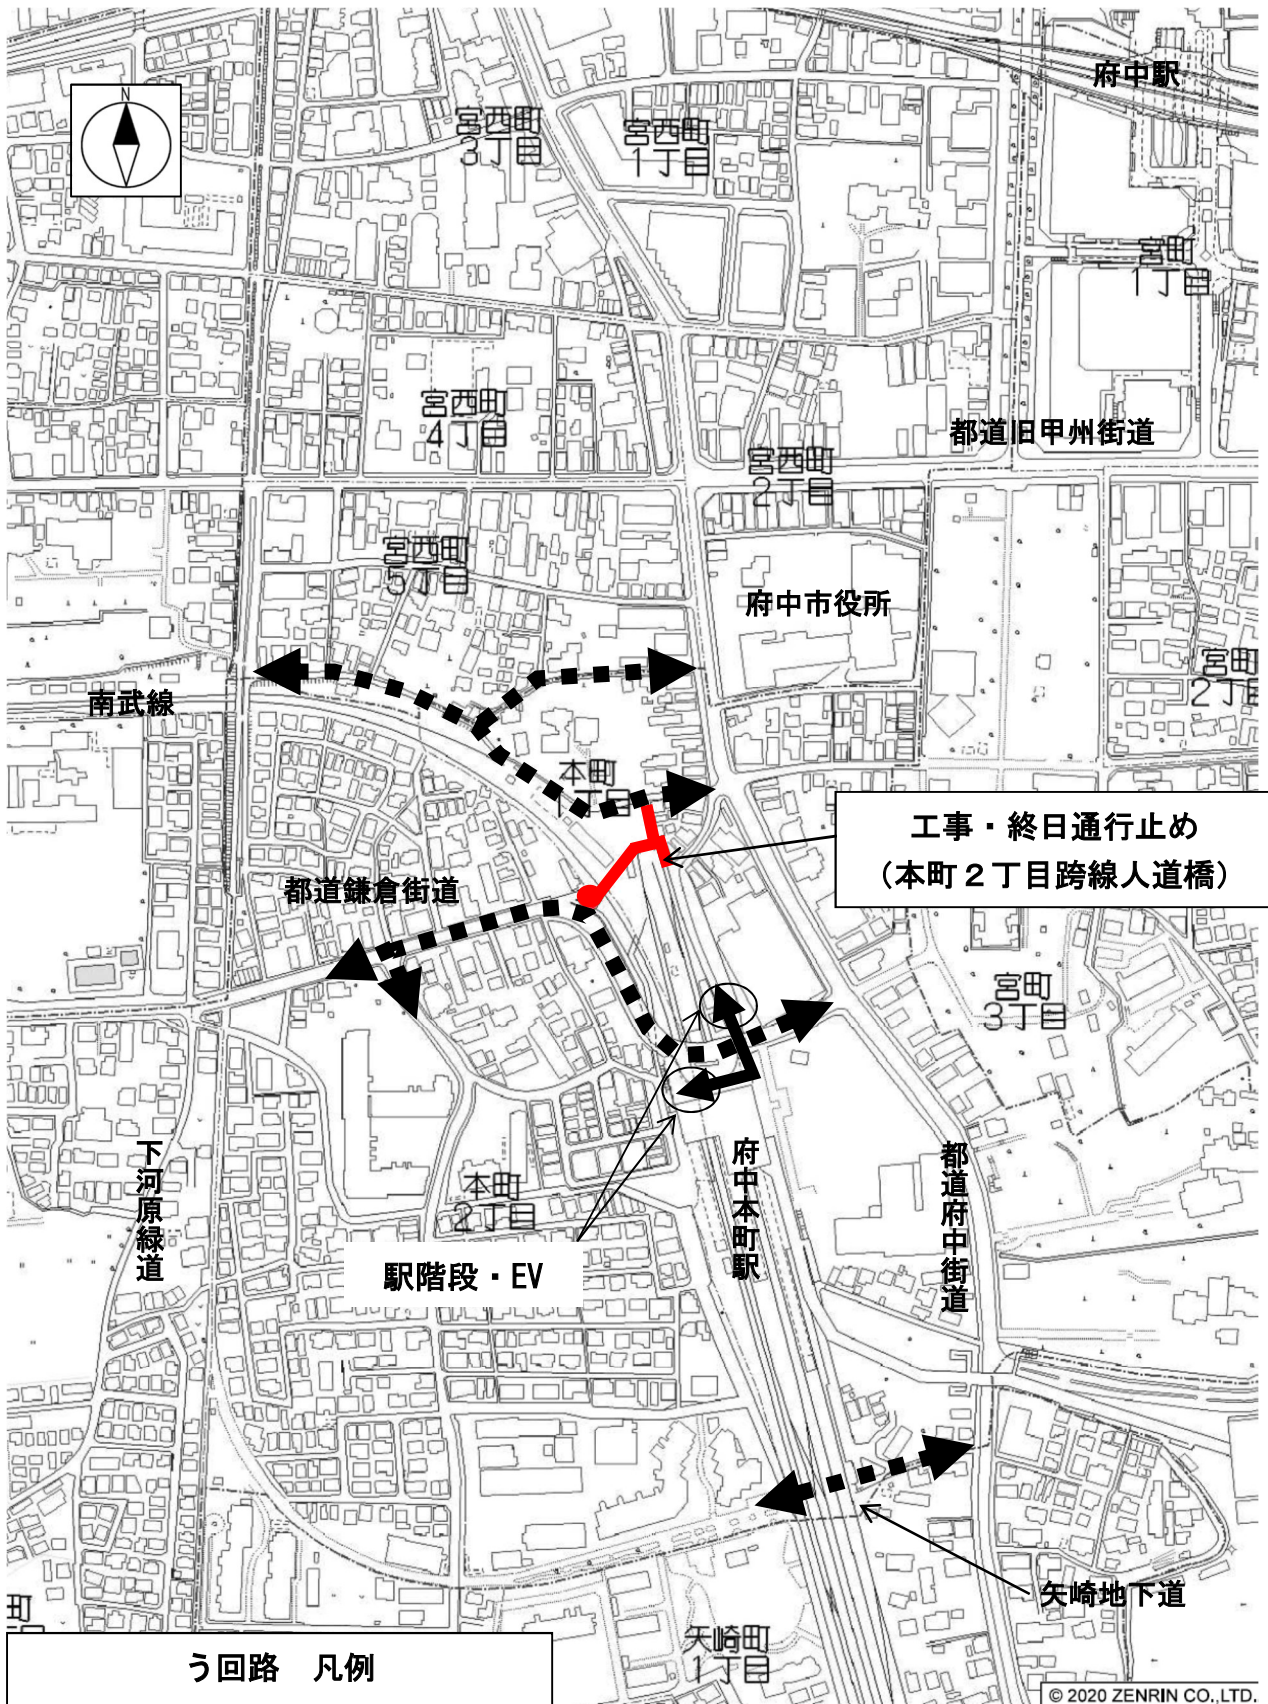 府中駅
N
宮西町
3丁目
宮西町
1丁目
宮町
1丁目
宮西町
4丁目
都道旧甲州街道
宮西町
2丁目
宮西町
5丁目
府中市役所
宮町
2丁目
南武線
本町
1丁目
工事・終日通行止め
(本町２丁目跨線人道橋)
都道鎌倉街道
宮町
3丁目
下河原緑道
本町
2丁目
府中本町駅
都道府中街道
駅階段・EV
矢崎地下道
矢崎町
1丁目
う回路　凡例
© 2020 ZENRIN CO.,LTD.